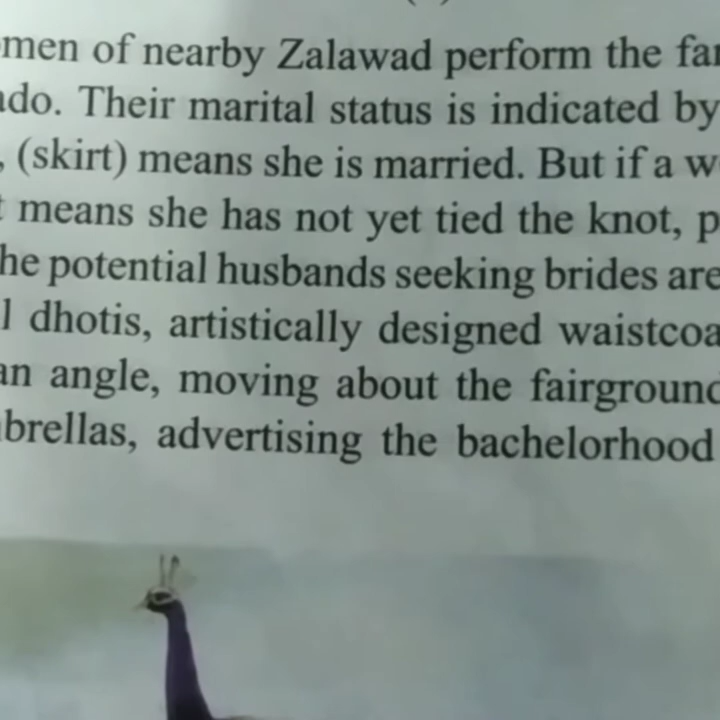 men of nearby Zalawad perform the
do. Their marital status is indicated by
, (skirt) means she is married. But if a
means she has not yet tied the knot,
he potential husbands seeking brides are
l dhotis, artistically designed
an angle, moving about the fairground
brellas, advertising the bachelorhood